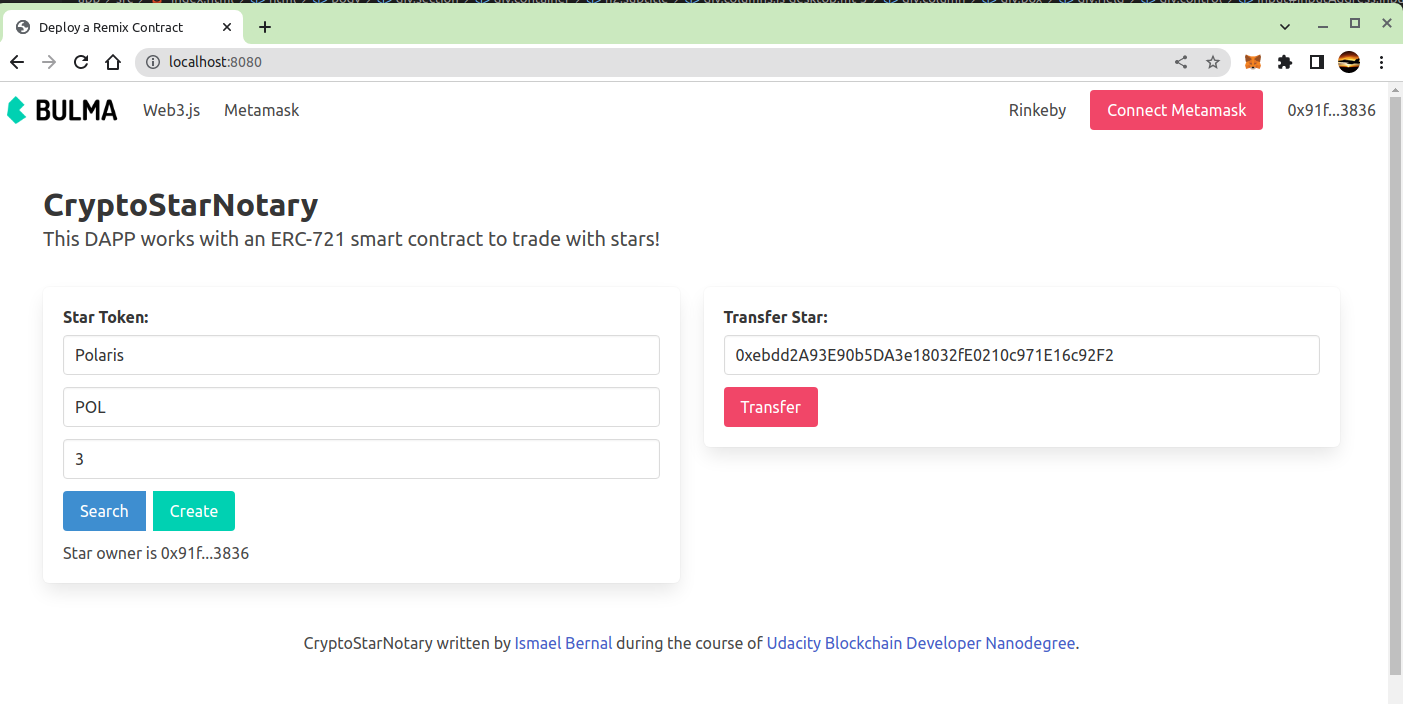 Deploy a Remix Contract
localhost:8080
BULMA Web3.js Metamask Rinkeby Connect Metamask 0x91f...3836
CryptoStarNotary
This DAPP works with an ERC-721 smart contract to trade with stars!
Star Token:
Polaris
POL
3
Search Create
Star owner is 0x91f...3836
Transfer Star:
0xebdd2A93E90b5DA3e18032fE0210c971E16c92F2
Transfer
CryptoStarNotary written by Ismael Bernal during the course of Udacity Blockchain Developer Nanodegree.